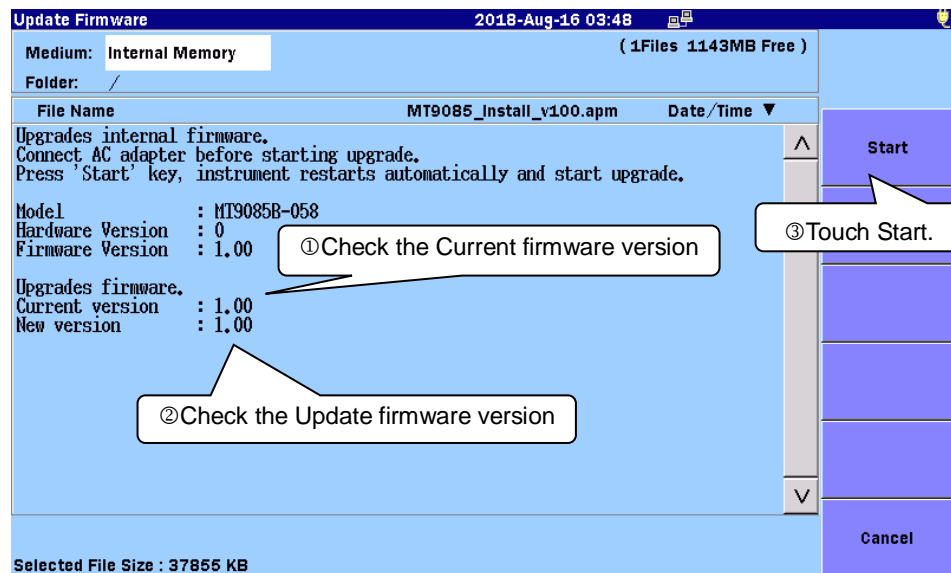 Update Firmware 2018-Aug-16 03:48
Medium: Internal Memory ( 1Files 1143MB Free )
Folder: /
File Name MT9085_Install_v100.apm Date/Time ▼
Upgrades internal firmware.
Connect AC adapter before starting upgrade.
Press 'Start' key, instrument restarts automatically and start upgrade.
Start
Model : MT9085B-058
Hardware Version : 0
Firmware Version : 1.00
①Check the Current firmware version
③Touch Start.
Upgrades firmware.
Current version : 1.00
New version : 1.00
②Check the Update firmware version
Cancel
Selected File Size : 37855 KB